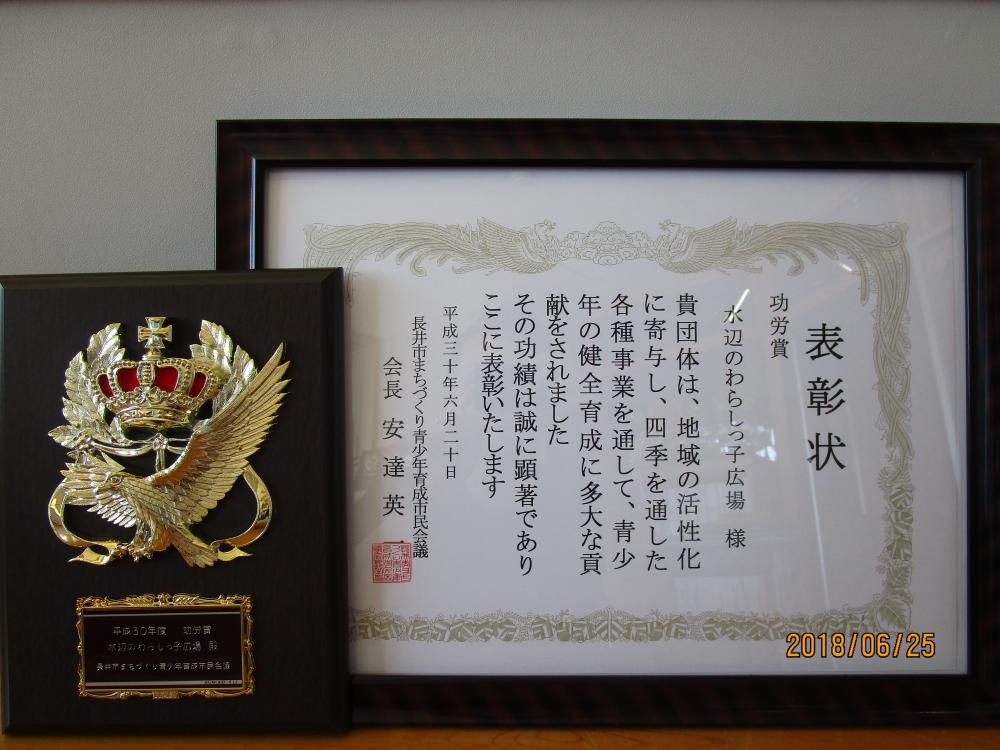 表彰状
功労賞
水辺のわらしっ子広場 様
貴団体は、地域の活性化
に寄与し、四季を通した
各種事業を通して、青少
年の健全育成に多大な貢
献をされました
その功績は誠に顕著であり
ここに表彰いたします
平成三十年六月二十日
長井市まちづくり青少年育成市民会議
会長 安達英一
平成30年度 功労賞
水辺のわらしっ子広場 殿
長井市まちづくり青少年育成市民会議
2018/06/25